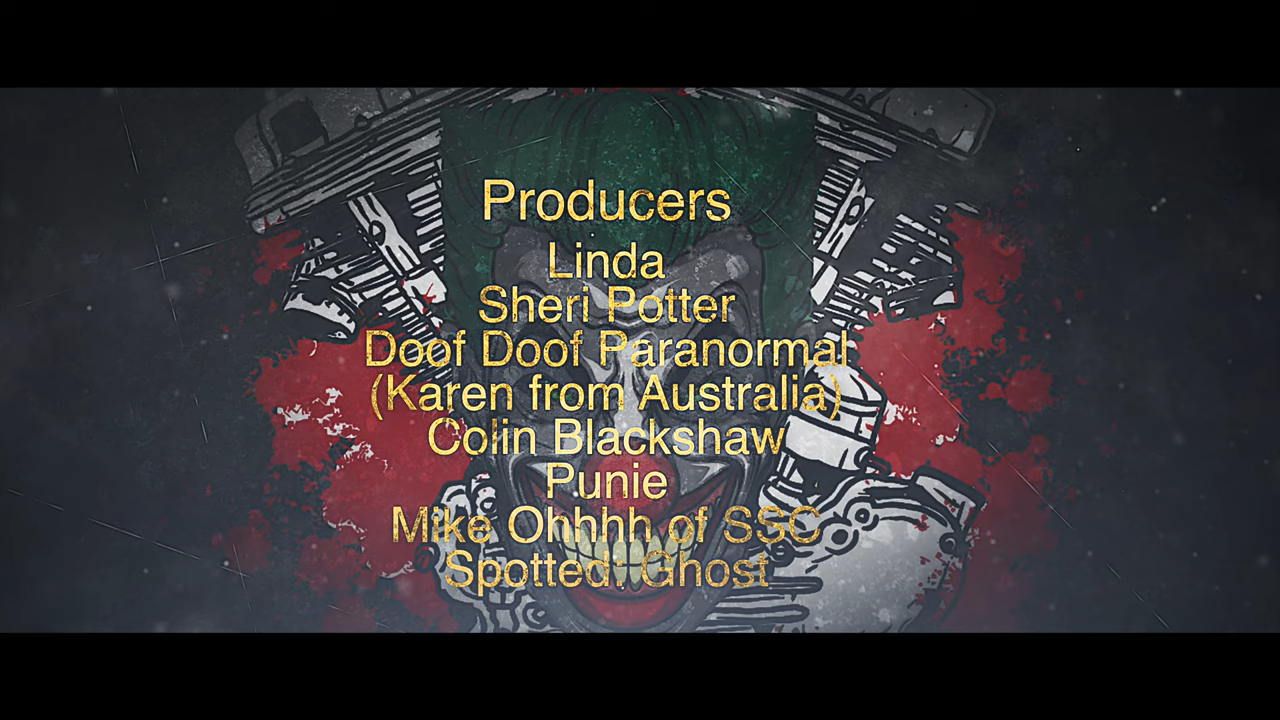 Producers
Linda
Sheri Potter
Doof Doof Paranormal
(Karen from Australia)
Colin Blackshaw
Punie
Mike Ohhhh of SSC
Spotted: Ghost